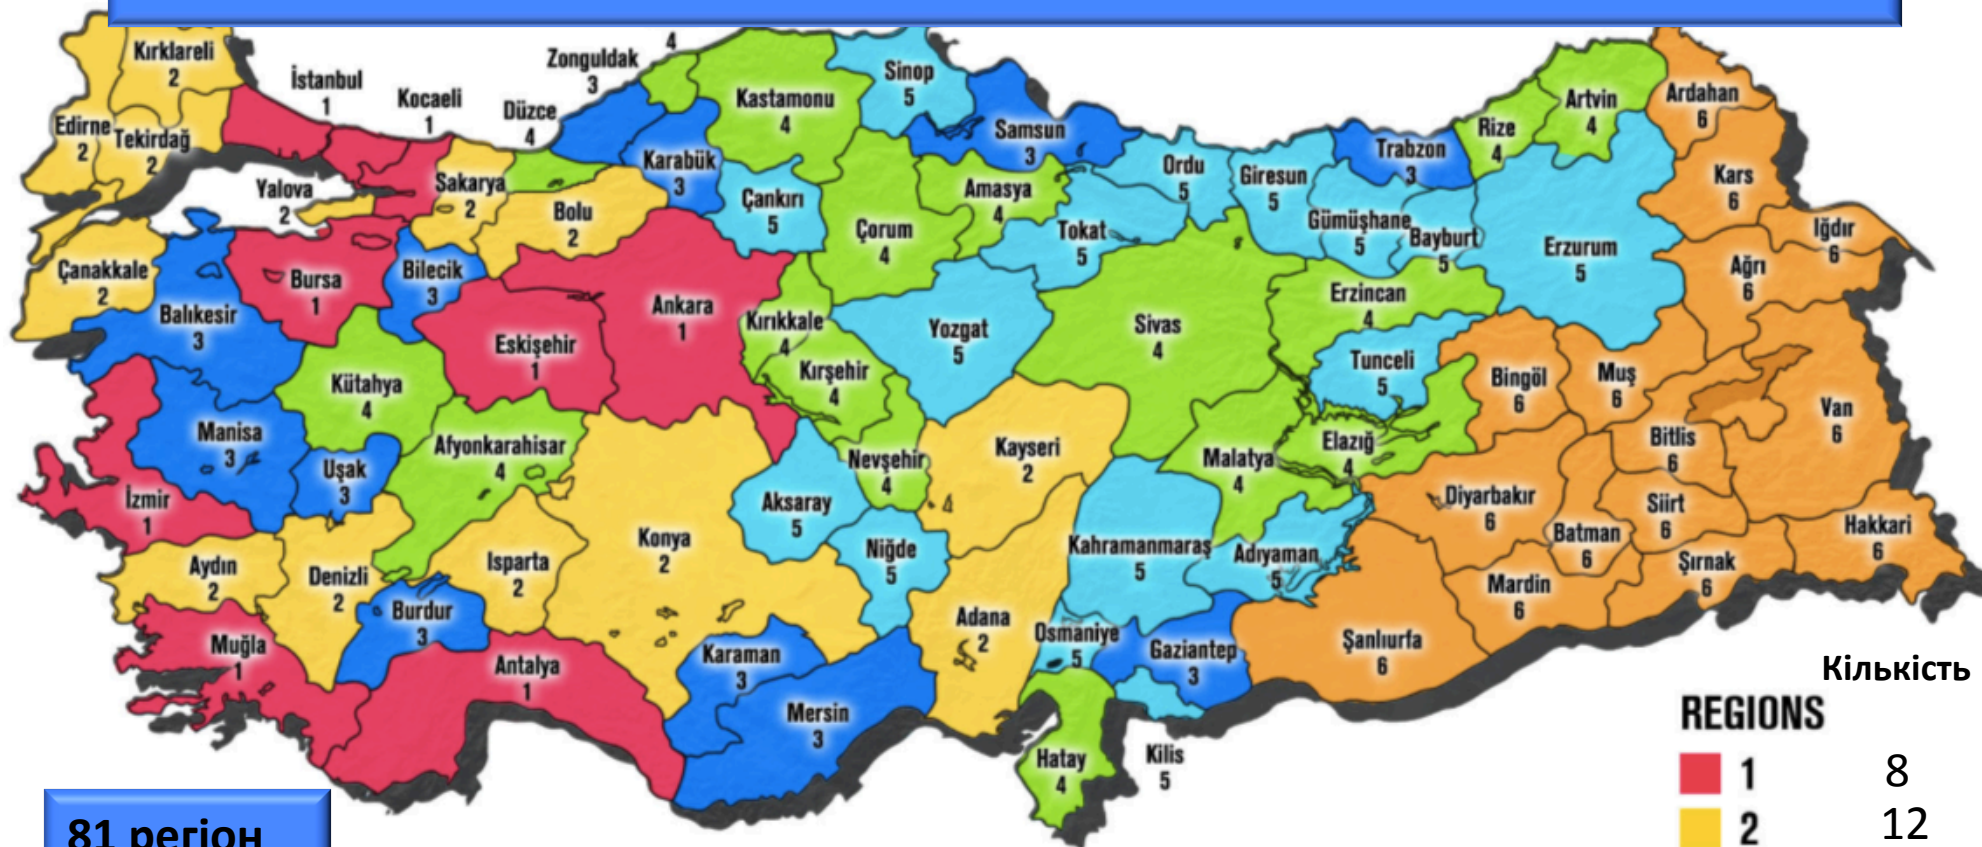 Kırklareli
2
Edirne
2
Tekirdağ
2
İstanbul
1
Kocaeli
1
Yalova
2
Sakarya
2
Düzce
4
Zonguldak
3
4
Bolu
2
Karabük
3
Kastamonu
4
Çankırı
5
Sinop
5
Samsun
3
Çorum
4
Amasya
4
Tokat
5
Ordu
5
Giresun
5
Gümüşhane
5
Bayburt
5
Trabzon
3
Rize
4
Artvin
4
Ardahan
6
Kars
6
Iğdır
6
Ağrı
6
Erzurum
5
Erzincan
4
Çanakkale
2
Balıkesir
3
Bursa
1
Bilecik
3
Eskişehir
1
Ankara
1
Kırıkkale
4
Kırşehir
4
Yozgat
5
Sivas
4
Tunceli
5
Bingöl
6
Muş
6
Van
6
Bitlis
6
Kütahya
4
Manisa
3
Uşak
3
Afyonkarahisar
4
İzmir
1
Aydın
2
Denizli
2
Isparta
2
Burdur
3
Konya
2
Aksaray
5
Nevşehir
4
4
Niğde
5
Kayseri
2
Malatya
4
Elazığ
4
Diyarbakır
6
Batman
6
Siirt
6
Şırnak
6
Hakkari
6
Mardin
6
Kahramanmaraş
5
Adıyaman
5
Şanlıurfa
6
Muğla
1
Antalya
1
Karaman
3
Mersin
3
Adana
2
Osmaniye
5
Gaziantep
3
Hatay
4
Kilis
5
81 регіон
Кількість
REGIONS
1 8
2 12